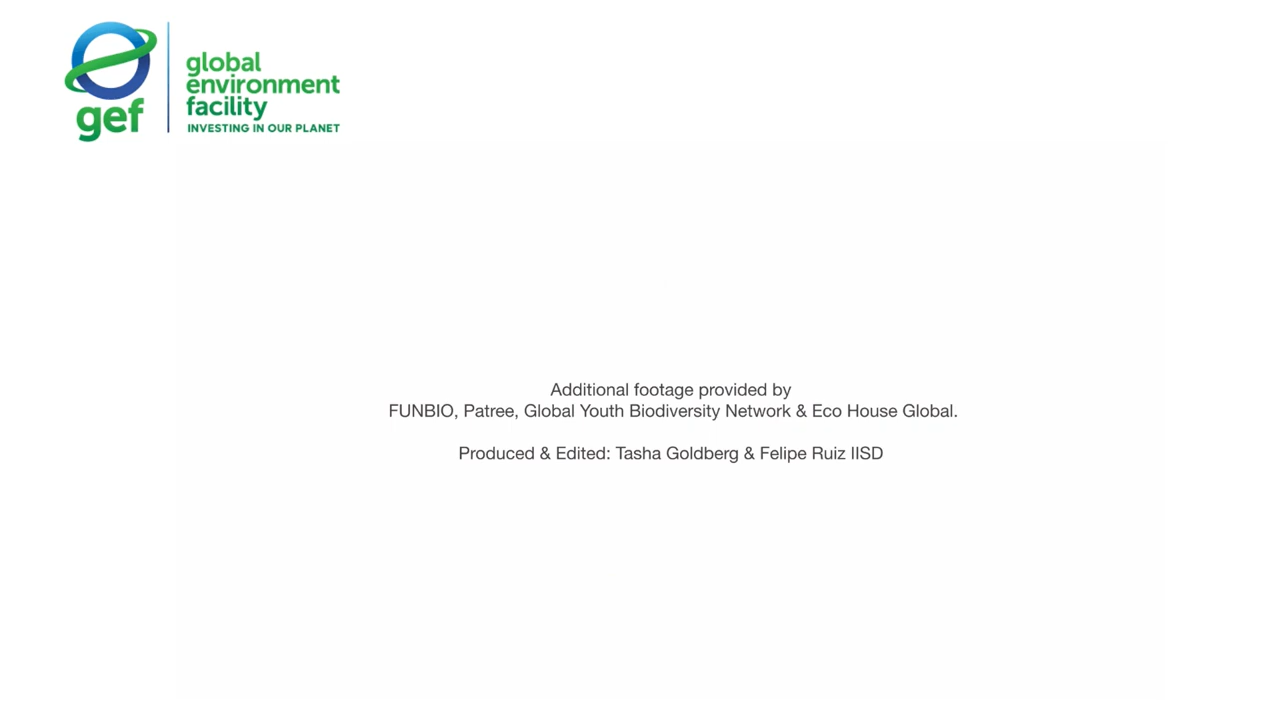 gef
global
environment
facility
INVESTING IN OUR PLANET
Additional footage provided by
FUNBIO, Patree, Global Youth Biodiversity Network & Eco House Global.
Produced & Edited: Tasha Goldberg & Felipe Ruiz IISD